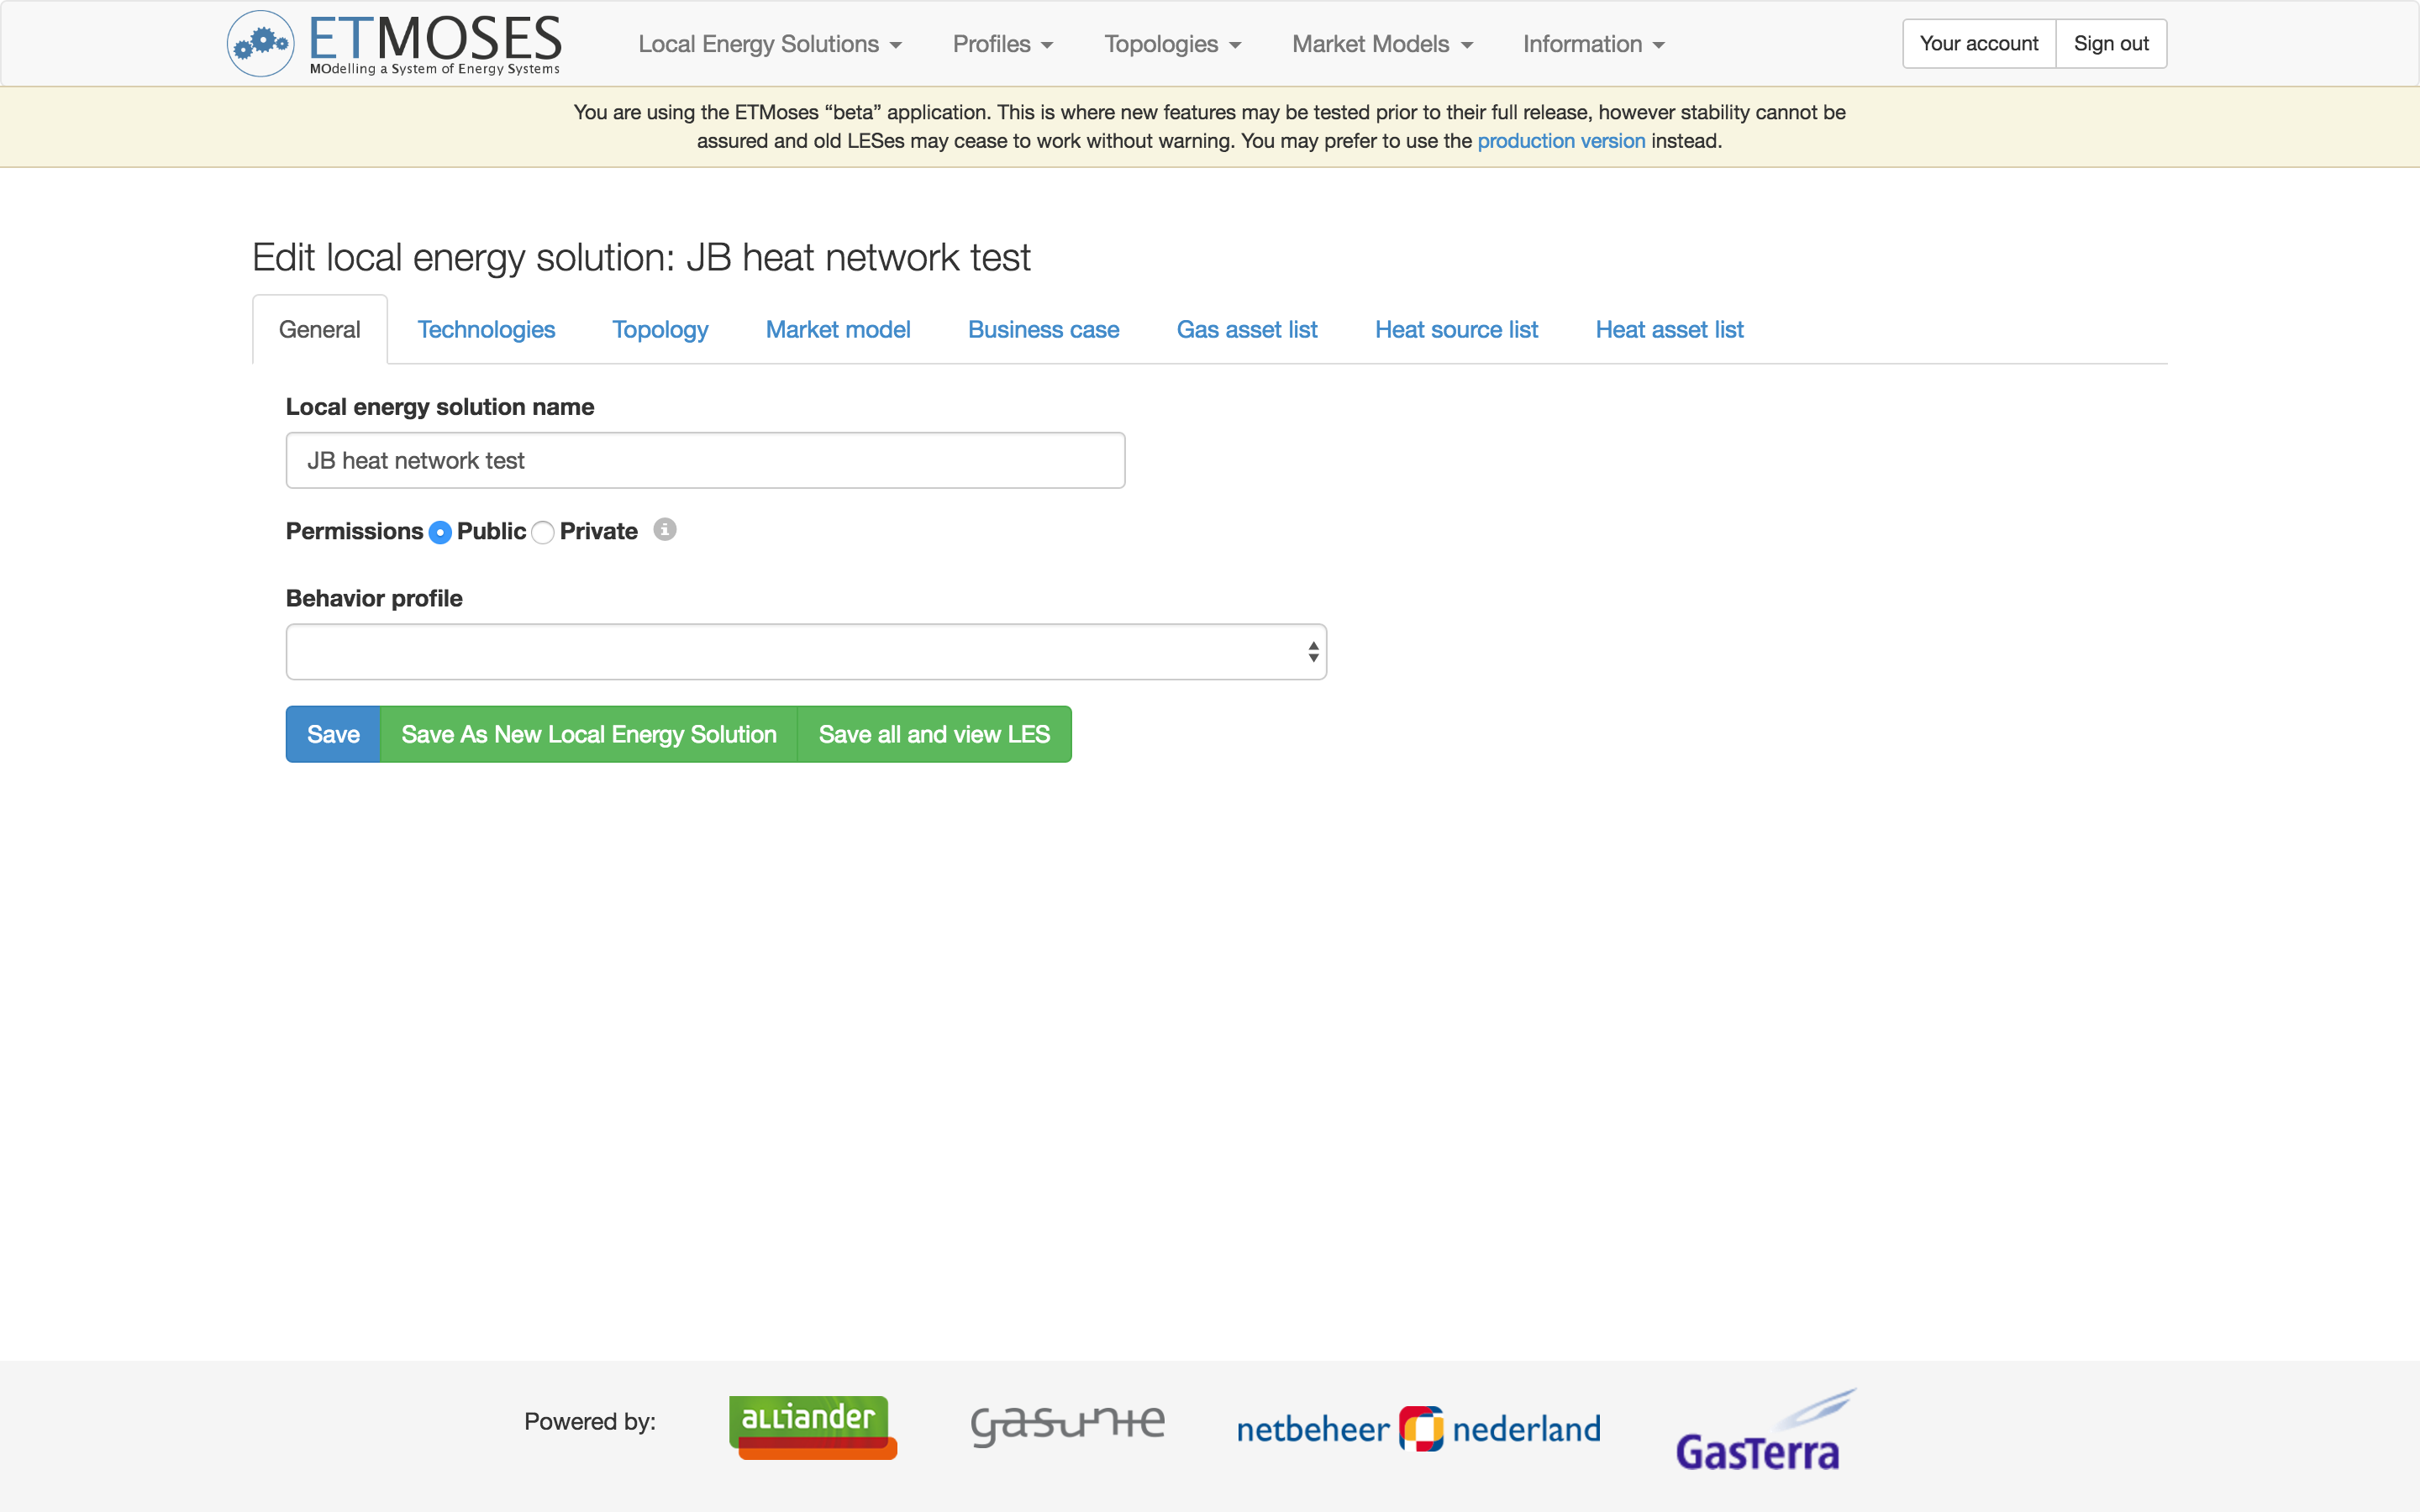 ETMOSES
MOdelling a System of Energy Systems
Local Energy Solutions Profiles Topologies Market Models Information Your account Sign out
You are using the ETMoses “beta” application. This is where new features may be tested prior to their full release, however stability cannot be
assured and old LESes may cease to work without warning. You may prefer to use the production version instead.
Edit local energy solution: JB heat network test
General Technologies Topology Market model Business case Gas asset list Heat source list Heat asset list
Local energy solution name
JB heat network test
Permissions Public Private
Behavior profile
Save Save As New Local Energy Solution Save all and view LES
Powered by: alliander gasunie netbeheer nederland GasTerra